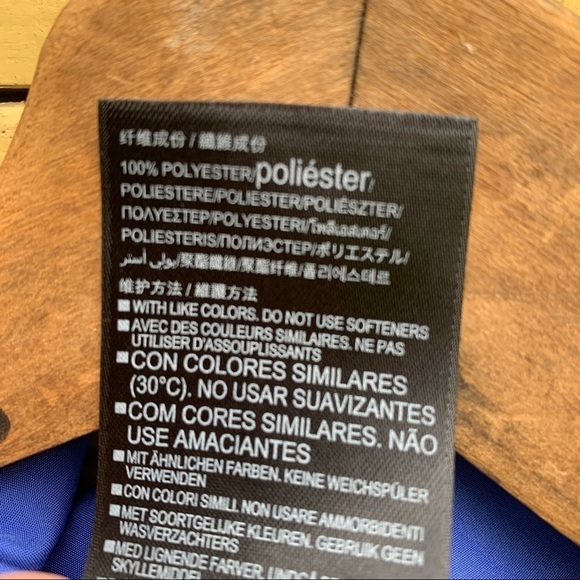 纤维成份 / 纖維成份
100% POLYESTER/poliéster/
POLIESTERE/POLIESTER/POLIÉSZTER/
ΠΟΛΥΕΣΤΕΡ/POLYESTERI/โพลีเอสเตอร์/
POLIESTERIS/ПОЛИЭСТЕР/ポリエステル/
بولي أستر/聚酯纖維/聚酯纤维/폴리에스테르
维护方法 / 維護方法
WITH LIKE COLORS. DO NOT USE SOFTENERS
AVEC DES COULEURS SIMILAIRES. NE PAS
UTILISER D'ASSOUPLISSANTS
CON COLORES SIMILARES
(30°C). NO USAR SUAVIZANTES
COM CORES SIMILARES. NÃO
USE AMACIANTES
MIT ÄHNLICHEN FARBEN. KEINE WEICHSPÜLER
VERWENDEN
CON COLORI SIMILI. NON USARE AMMORBIDENTI
MET SOORTGELIJKE KLEUREN. GEBRUIK GEEN
WASVERZACHTERS
MED LIGNENDE FARVER. UNDGÅ
SKYLLEMIDDEL